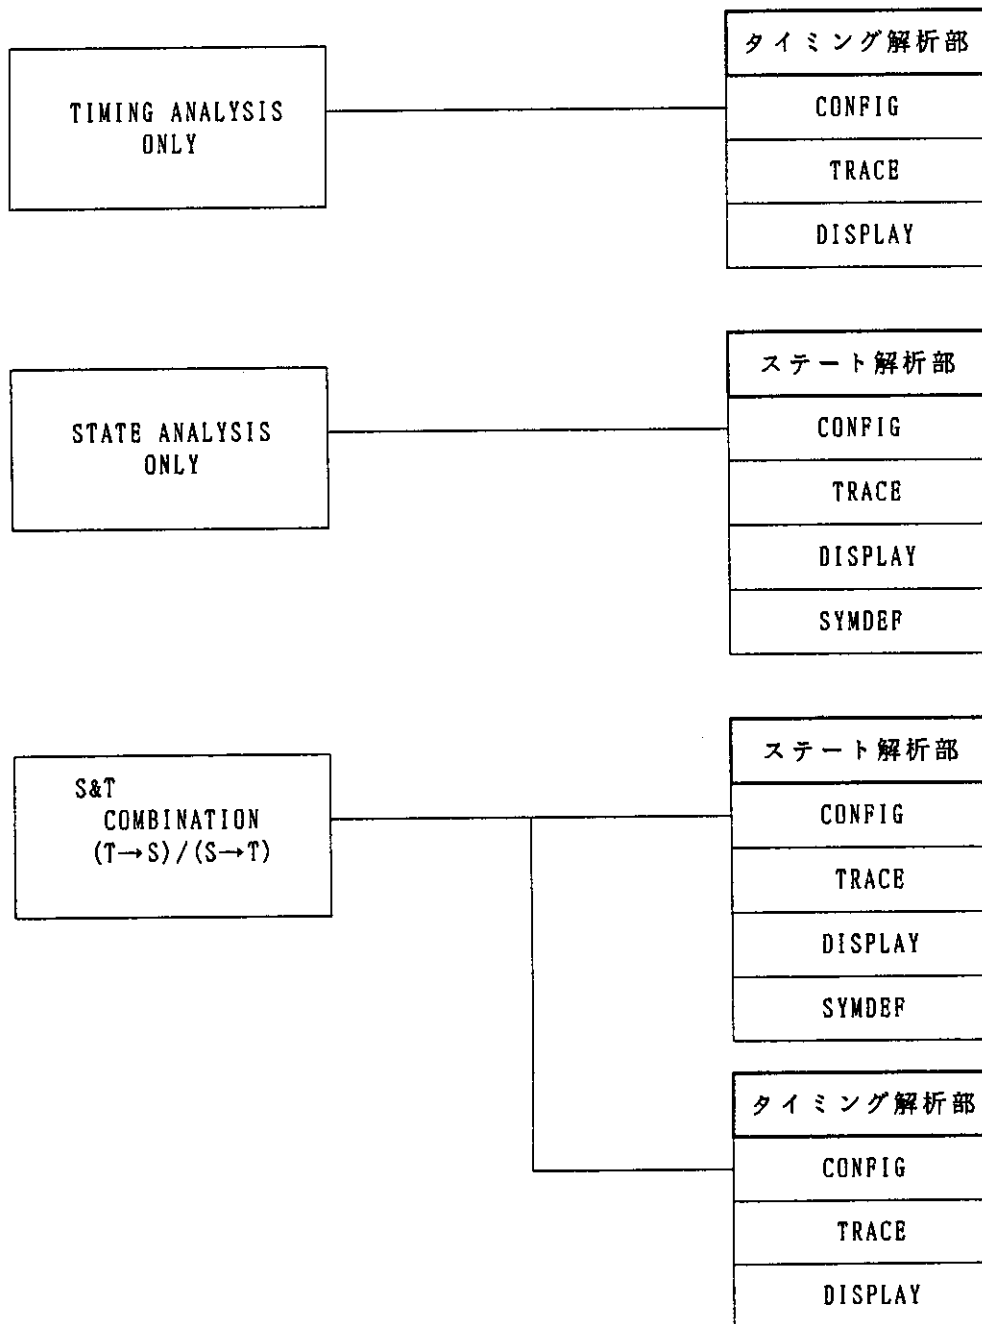 TIMING ANALYSIS
ONLY
タイミング解析部
CONFIG
TRACE
DISPLAY
STATE ANALYSIS
ONLY
ステート解析部
CONFIG
TRACE
DISPLAY
SYMDEF
S&T
COMBINATION
(T→S)/(S→T)
ステート解析部
CONFIG
TRACE
DISPLAY
SYMDEF
タイミング解析部
CONFIG
TRACE
DISPLAY